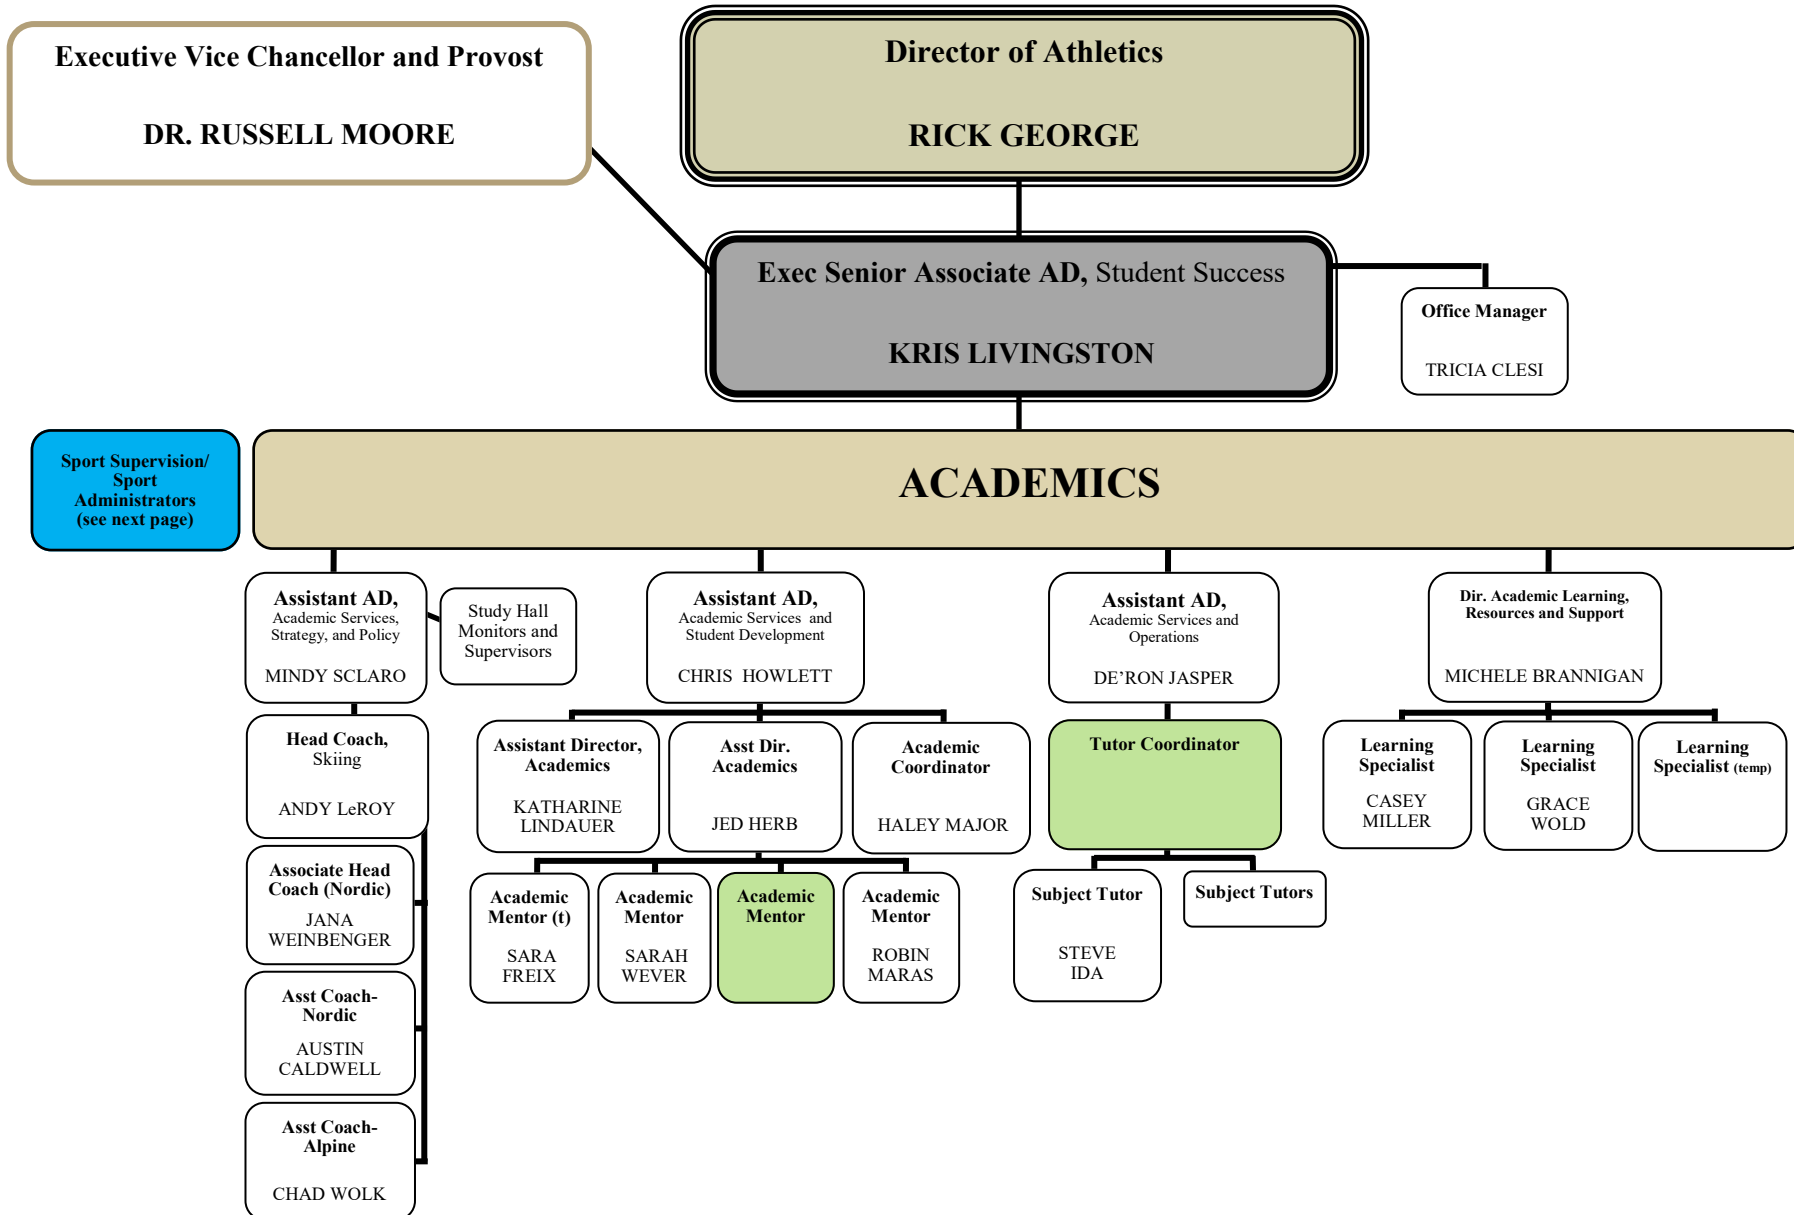 Executive Vice Chancellor and Provost
DR. RUSSELL MOORE
Director of Athletics
RICK GEORGE
Exec Senior Associate AD, Student Success
KRIS LIVINGSTON
Office Manager
TRICIA CLESI
Sport Supervision/
Sport
Administrators
(see next page)
ACADEMICS
Assistant AD,
Academic Services,
Strategy, and Policy
MINDY SCLARO
Study Hall
Monitors and
Supervisors
Assistant AD,
Academic Services and
Student Development
CHRIS HOWLETT
Assistant AD,
Academic Services and
Operations
DE’RON JASPER
Dir. Academic Learning,
Resources and Support
MICHELE BRANNIGAN
Head Coach,
Skiing
ANDY LeROY
Assistant Director,
Academics
KATHARINE
LINDAUER
Asst Dir.
Academics
JED HERB
Academic
Coordinator
HALEY MAJOR
Tutor Coordinator
Learning
Specialist
CASEY
MILLER
Learning
Specialist
GRACE
WOLD
Learning
Specialist (temp)
Associate Head
Coach (Nordic)
JANA
WEINBENGER
Academic
Mentor (t)
SARA
FREIX
Academic
Mentor
SARAH
WEVER
Academic
Mentor
Academic
Mentor
ROBIN
MARAS
Subject Tutor
STEVE
IDA
Subject Tutors
Asst Coach-
Nordic
AUSTIN
CALDWELL
Asst Coach-
Alpine
CHAD WOLK